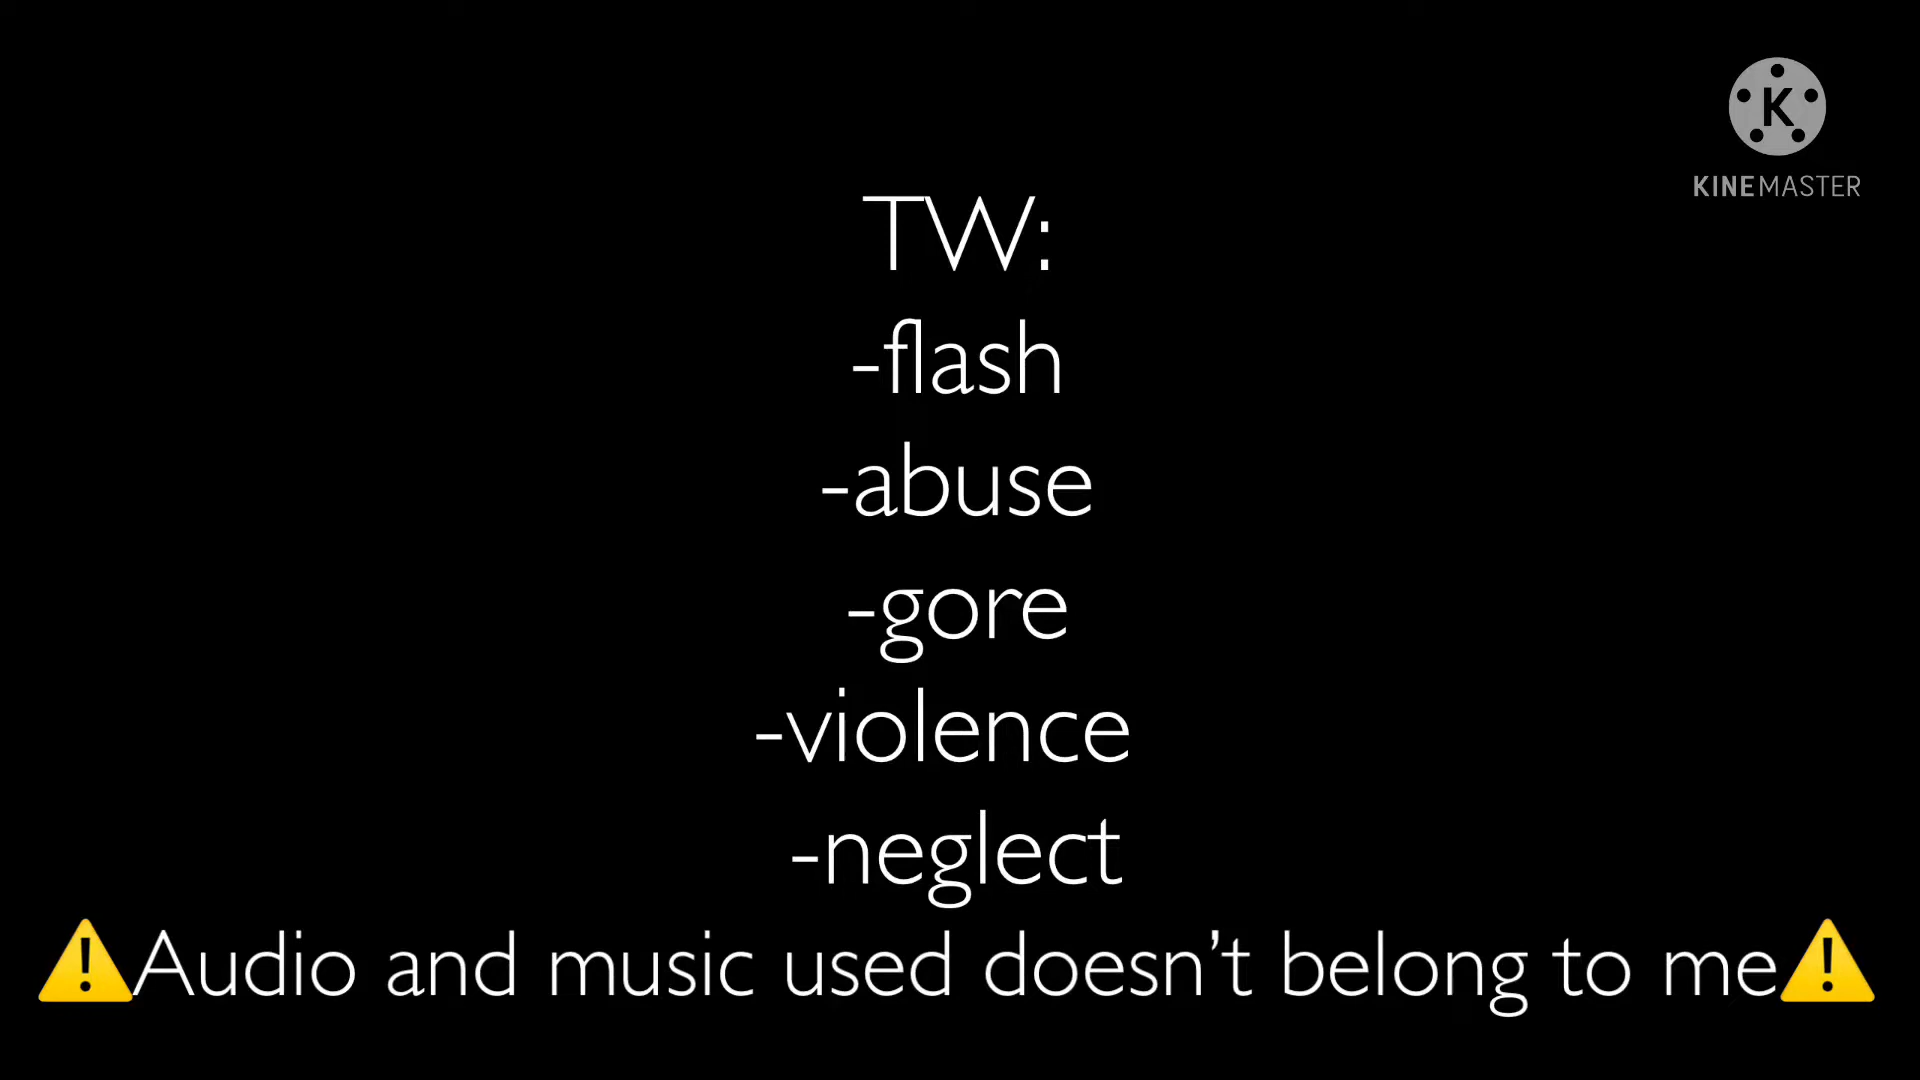 K
KINEMASTER
TW:
-flash
-abuse
-gore
-violence
-neglect
⚠️Audio and music used doesn’t belong to me⚠️